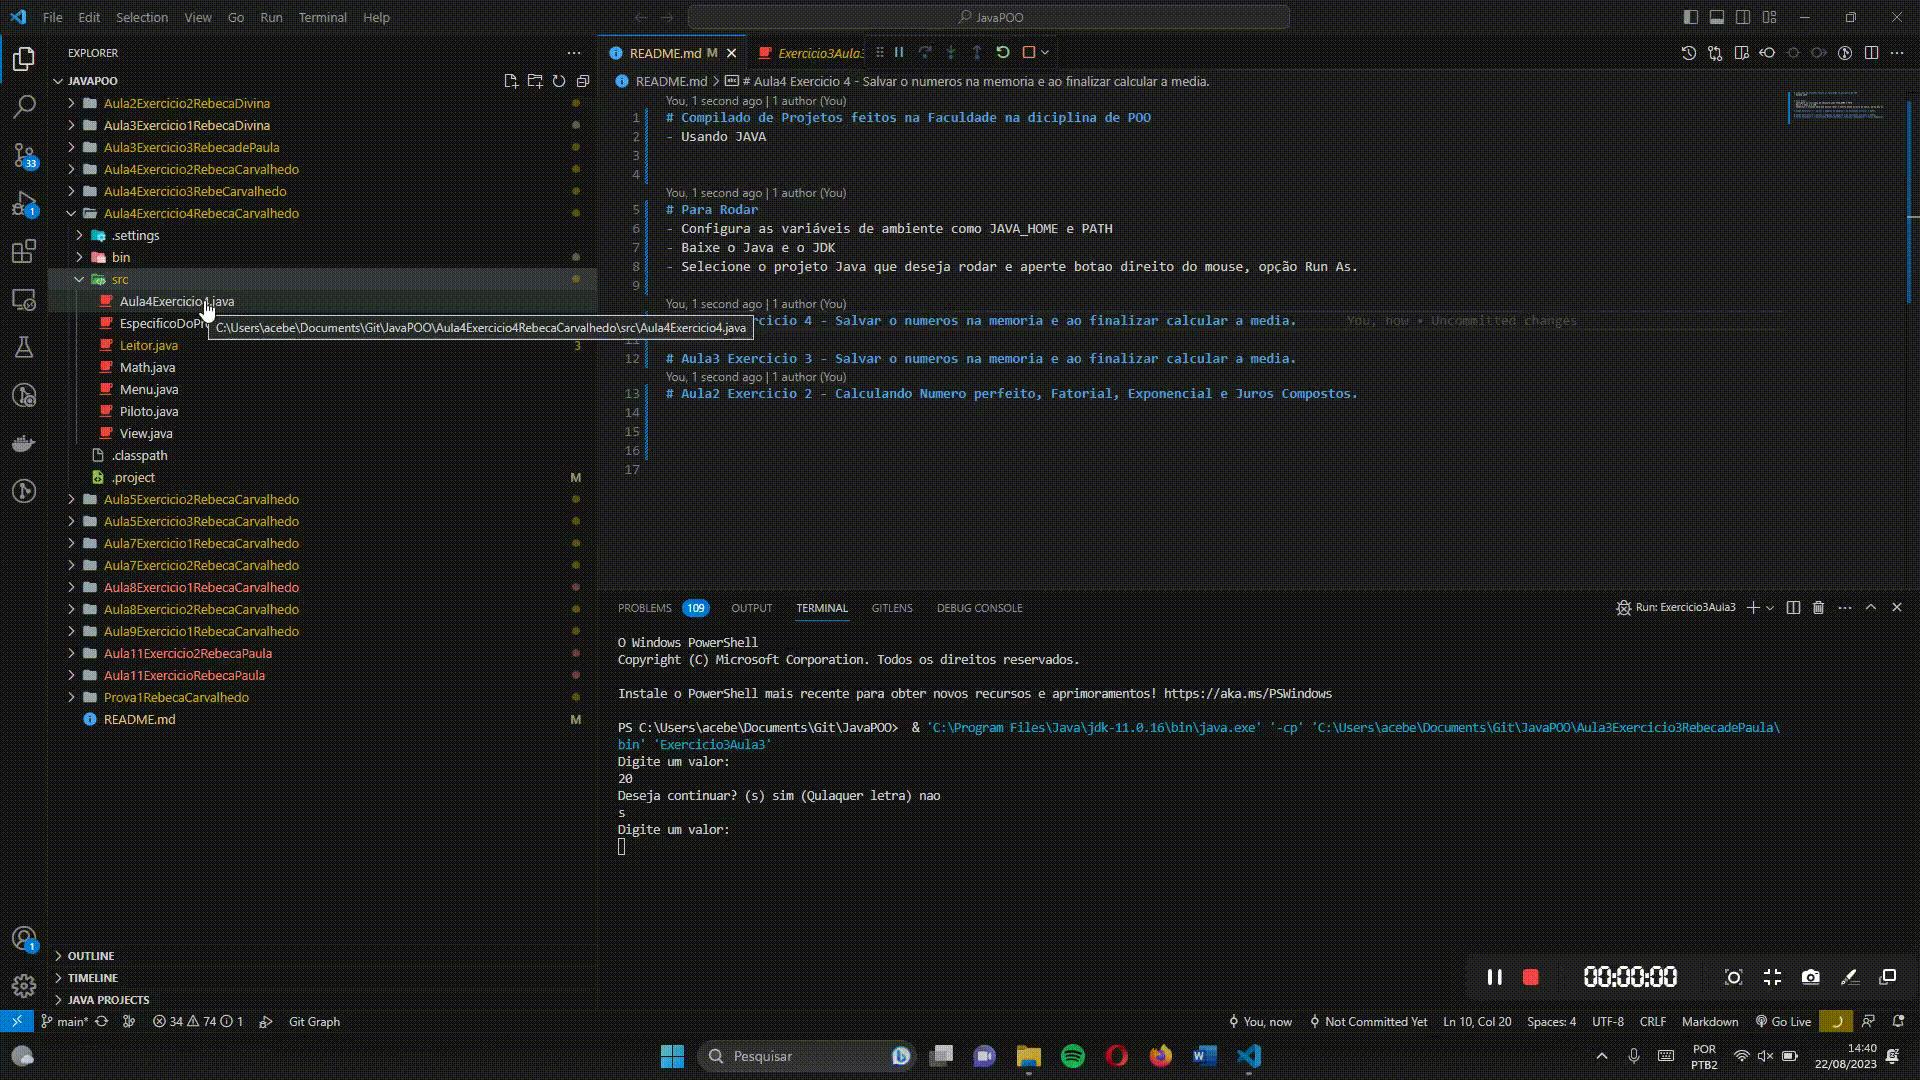 File Edit Selection View Go Run Terminal Help
JavaPOO
EXPLORER
JAVAPOO
Aula2Exercicio2RebecaDivina
Aula3Exercicio1RebecaDivina
Aula3Exercicio3RebecadePaula
Aula4Exercicio2RebecaCarvalhedo
Aula4Exercicio3RebeCarvalhedo
Aula4Exercicio4RebecaCarvalhedo
.settings
bin
src
Aula4Exercicio4.java
EspecificoDoPr
Leitor.java 3
Math.java
Menu.java
Piloto.java
View.java
.classpath
.project M
Aula5Exercicio2RebecaCarvalhedo
Aula5Exercicio3RebecaCarvalhedo
Aula7Exercicio1RebecaCarvalhedo
Aula7Exercicio2RebecaCarvalhedo
Aula8Exercicio1RebecaCarvalhedo
Aula8Exercicio2RebecaCarvalhedo
Aula9Exercicio1RebecaCarvalhedo
Aula11Exercicio2RebecaPaula
Aula11ExercicioRebecaPaula
Prova1RebecaCarvalhedo
README.md M
OUTLINE
TIMELINE
JAVA PROJECTS
33
1
1
C:\Users\acebe\Documents\Git\JavaPOO\Aula4Exercicio4RebecaCarvalhedo\src\Aula4Exercicio4.java
README.md M Exercicio3Aula3
README.md > # Aula4 Exercicio 4 - Salvar o numeros na memoria e ao finalizar calcular a media.
You, 1 second ago | 1 author (You)
1 # Compilado de Projetos feitos na Faculdade na diciplina de POO
2 - Usando JAVA
3
4
You, 1 second ago | 1 author (You)
5 # Para Rodar
6 - Configura as variáveis de ambiente como JAVA_HOME e PATH
7 - Baixe o Java e o JDK
8 - Selecione o projeto Java que deseja rodar e aperte botao direito do mouse, opção Run As.
9
You, 1 second ago | 1 author (You)
cicio 4 - Salvar o numeros na memoria e ao finalizar calcular a media. You, now • Uncommitted changes
11
12 # Aula3 Exercicio 3 - Salvar o numeros na memoria e ao finalizar calcular a media.
You, 1 second ago | 1 author (You)
13 # Aula2 Exercicio 2 - Calculando Numero perfeito, Fatorial, Exponencial e Juros Compostos.
14
15
16
17
PROBLEMS 109 OUTPUT TERMINAL GITLENS DEBUG CONSOLE
Run: Exercicio3Aula3
O Windows PowerShell
Copyright (C) Microsoft Corporation. Todos os direitos reservados.
Instale o PowerShell mais recente para obter novos recursos e aprimoramentos! https://aka.ms/PSWindows
PS C:\Users\acebe\Documents\Git\JavaPOO> & 'C:\Program Files\Java\jdk-11.0.16\bin\java.exe' '-cp' 'C:\Users\acebe\Documents\Git\JavaPOO\Aula3Exercicio3RebecadePaula\
bin' 'Exercicio3Aula3'
Digite um valor:
20
Deseja continuar? (s) sim (Qulaquer letra) nao
s
Digite um valor:
00:00:00
main* 34 74 1 Git Graph
You, now Not Committed Yet Ln 10, Col 20 Spaces: 4 UTF-8 CRLF Markdown Go Live
Pesquisar
POR
PTB2
14:40
22/08/2023